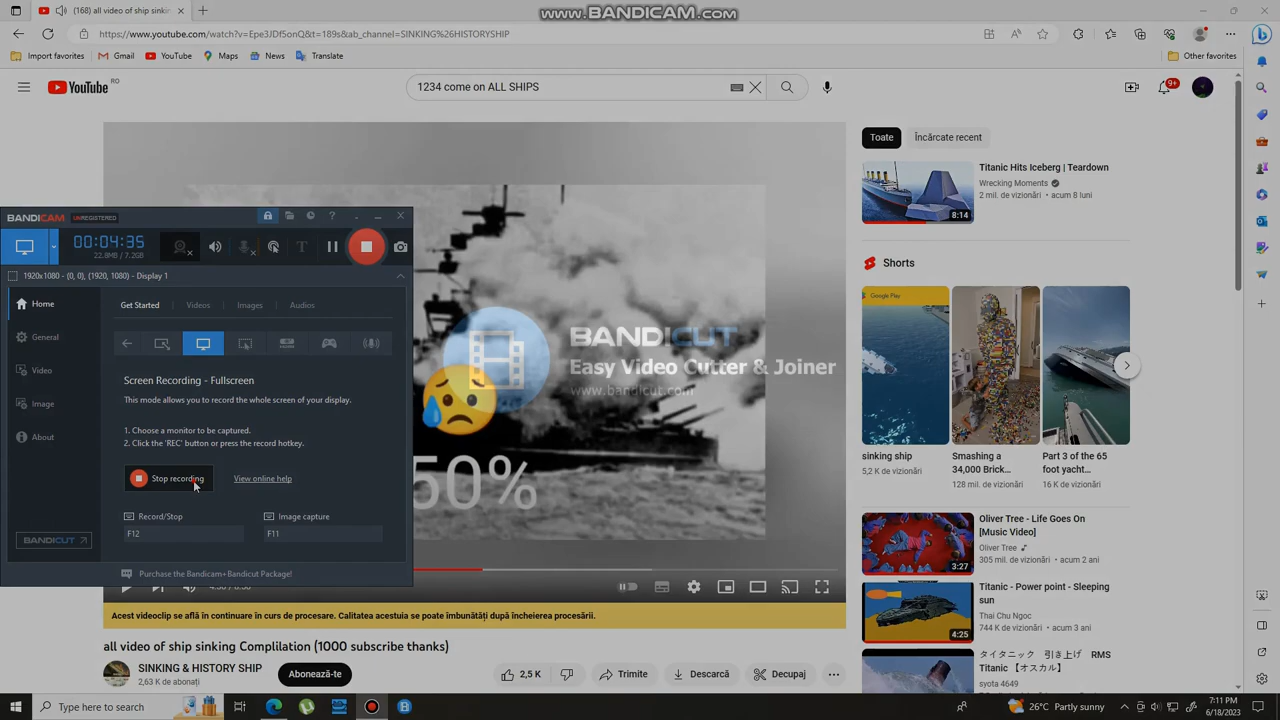 (168) all video of ship sinki
www.BANDICAM.com
https://www.youtube.com/watch?v=Epe3JDf5onQ&t=189s&ab_channel=SINKING%26HISTORYSHIP
Import favorites
Gmail
YouTube
Maps
News
Translate
Other favorites
YouTube RO
1234 come on ALL SHIPS
9+
Toate
Încărcate recent
Titanic Hits Iceberg | Teardown
Wrecking Moments
2 mil. de vizionări • acum 8 luni
8:14
BANDICAM UNREGISTERED
00:04:35
22.8MB / 7.2GB
1920x1080 - (0, 0), (1920, 1080) - Display 1
Home
General
Video
Image
About
BANDICUT
Get Started
Videos
Images
Audios
Screen Recording - Fullscreen
This mode allows you to record the whole screen of your display.
1. Choose a monitor to be captured.
2. Click the 'REC' button or press the record hotkey.
Stop recording
View online help
Record/Stop
Image capture
F12
F11
Purchase the Bandicam+Bandicut Package!
BANDICUT
Easy Video Cutter & Joiner
www.bandicut.com
50%
Shorts
Google Play
sinking ship
5,2 K de vizionări
Smashing a
34,000 Brick...
128 mil. de vizionări
Part 3 of the 65
foot yacht...
16 K de vizionări
Oliver Tree - Life Goes On
[Music Video]
Oliver Tree
305 mil. de vizionări • acum 2 ani
3:27
Titanic - Power point - Sleeping
sun
Thai Chu Ngoc
744 K de vizionări • acum 3 ani
4:25
タイタニック 引き上げ RMS
Titanic 【オスカル】
syota 4649
Acest videoclip se află în continuare în curs de procesare. Calitatea acestuia se poate îmbunătăți după încheierea procesării.
all video of ship sinking Complilation (1000 subscribe thanks)
SINKING & HISTORY SHIP
2,63 K de abonați
Abonează-te
2,5 K
Trimite
Descarcă
Decupaj
Type here to search
26°C Partly sunny
7:11 PM
6/18/2023